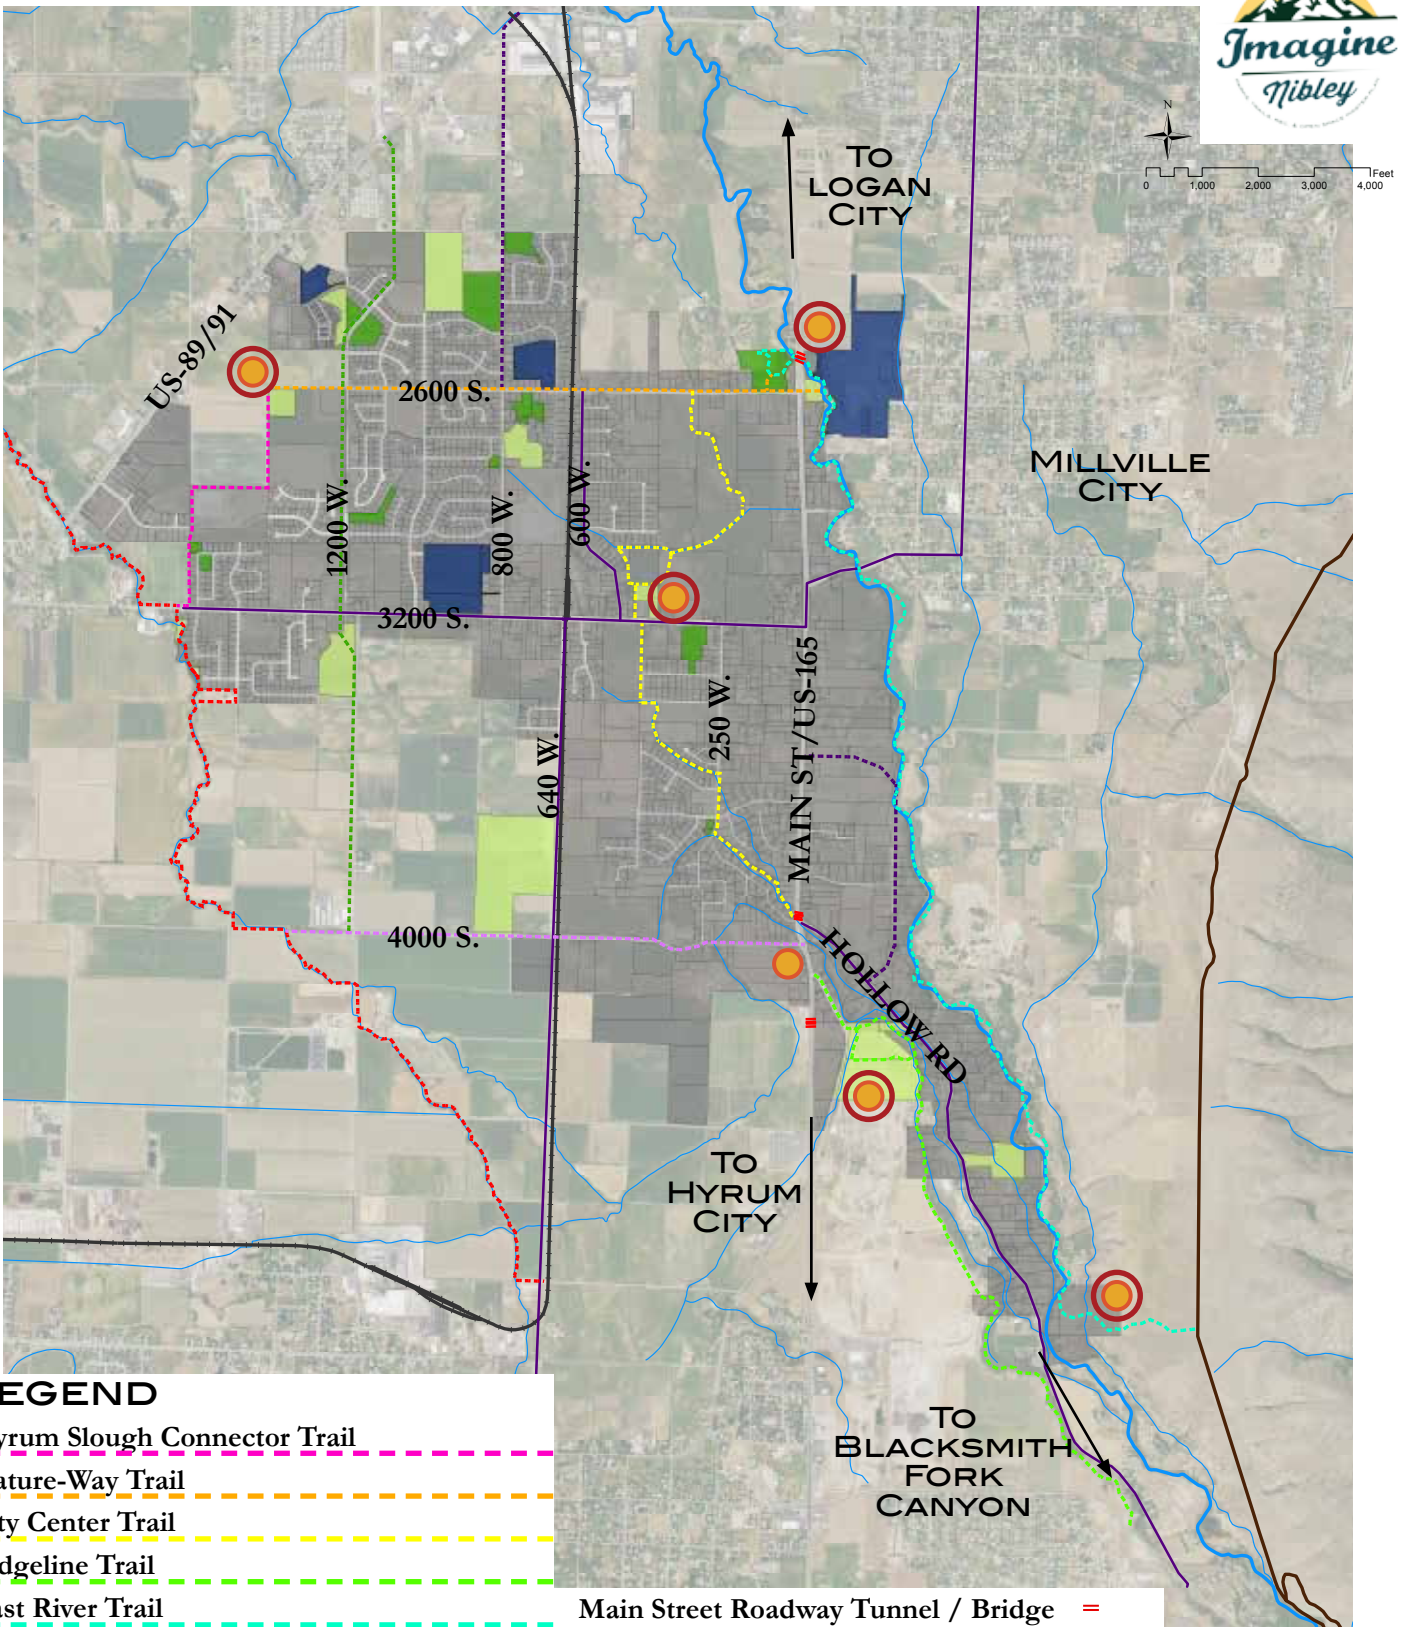 Imagine
Nibley
N
Feet
0 1,000 2,000 3,000 4,000
TO
LOGAN
CITY
US-89/91
2600 S.
MILLVILLE
CITY
1200 W.
800 W.
600 W.
3200 S.
250 W.
MAIN ST/US-165
640 W.
4000 S.
HOLLOW RD
TO
HYRUM
CITY
TO
BLACKSMITH
FORK
CANYON
EGEND
yrum Slough Connector Trail
ature-Way Trail
ty Center Trail
dgeline Trail
ast River Trail
Main Street Roadway Tunnel / Bridge